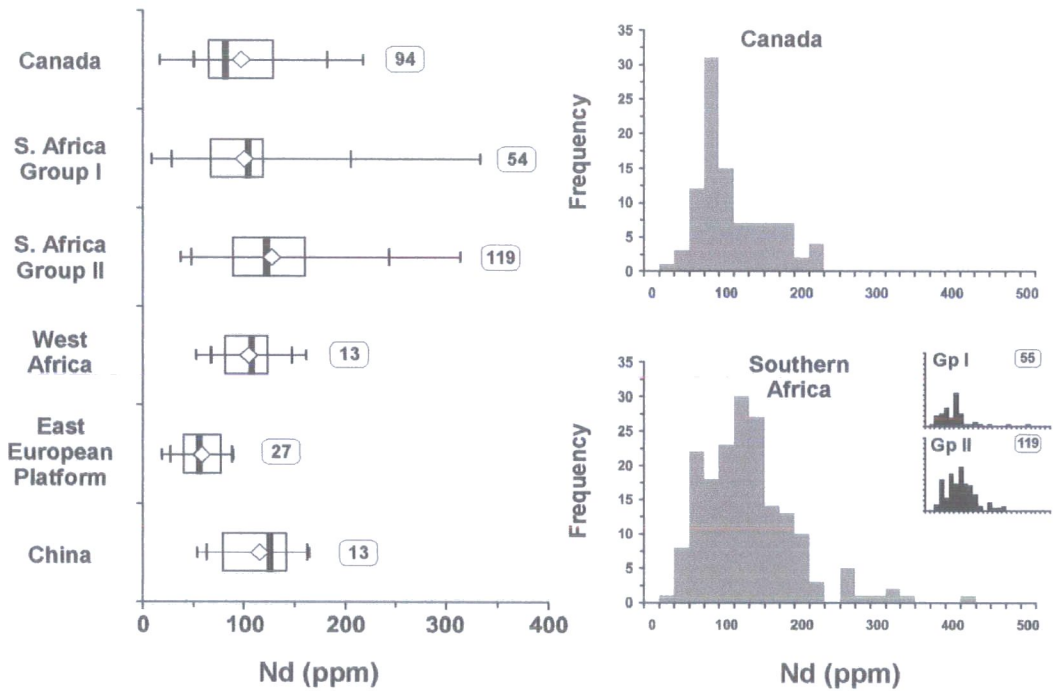 Canada
94
S. Africa
Group I
54
S. Africa
Group II
119
West
Africa
13
East
European
Platform
27
China
13
0 100 200 300 400
Nd (ppm)
Canada
Frequency
35
30
25
20
15
10
5
0
0 100 200 300 400 500
Southern
Africa
Frequency
35
30
25
20
15
10
5
0
0 100 200 300 400 500
Nd (ppm)
Gp I
55
Gp II
119